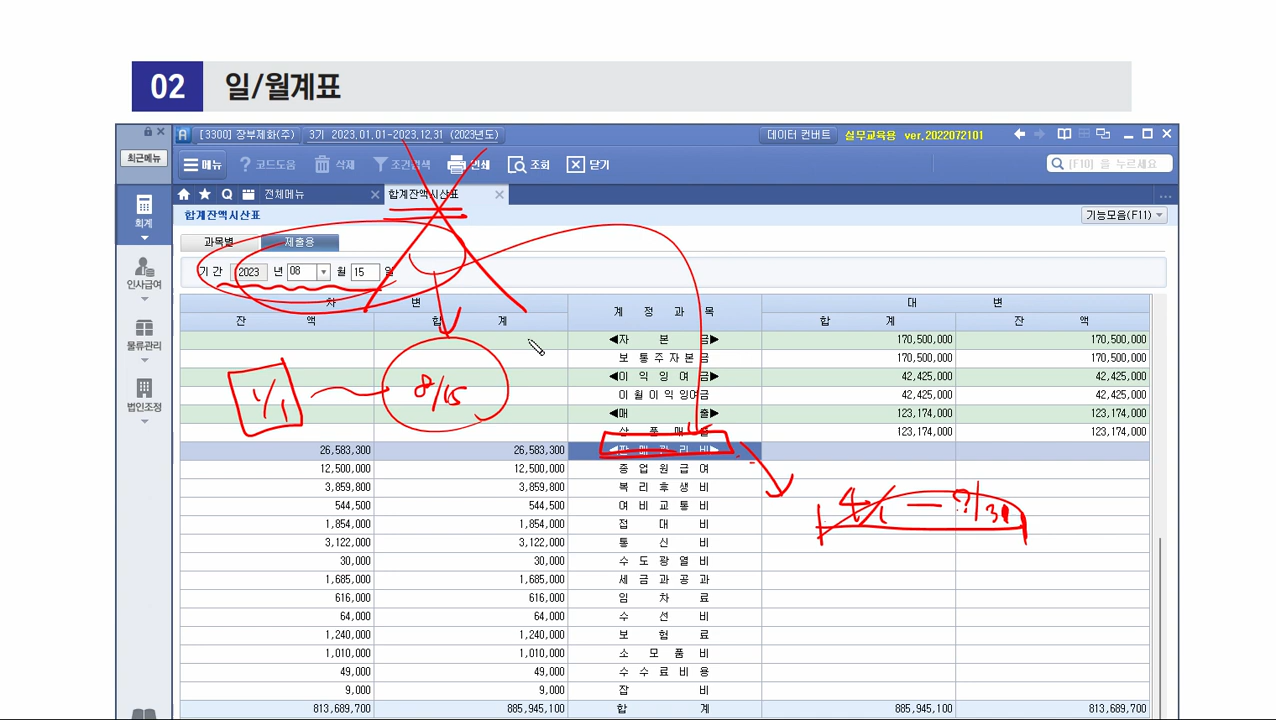 02 일/월계표
[3300] 장부제화(주) 3기 2023.01.01~2023.12.31 (2023년도) 데이터 컨버트 실무교육용 ver.2022072101
최근메뉴 메뉴 ? 코드도움 삭제 조건검색 인쇄 조회 닫기 [F10] 을 누르세요
전체메뉴 합계잔액시산표
회계 합계잔액시산표 기능모음(F11)
과목별 제출용
기 간 2023 년 08 월 15 일
인사급여
차 변 계 정 과 목 대 변
잔 액 합 계 합 계 잔 액
◀자 본 금▶ 170,500,000 170,500,000
물류관리 보 통 주 자 본 금 170,500,000 170,500,000
◀이 익 잉 여 금▶ 42,425,000 42,425,000
1/1 8/15 이 월 이 익 잉여금 42,425,000 42,425,000
법인조정 ◀매 출▶ 123,174,000 123,174,000
상 품 매 출 123,174,000 123,174,000
26,583,300 26,583,300 ◀판 매 관 리 비▶
12,500,000 12,500,000 종 업 원 급 여
3,859,800 3,859,800 복 리 후 생 비
544,500 544,500 여 비 교 통 비
1,854,000 1,854,000 접 대 비
3,122,000 3,122,000 통 신 비
30,000 30,000 수 도 광 열 비
1,685,000 1,685,000 세 금 과 공 과
616,000 616,000 임 차 료
64,000 64,000 수 선 비
1,240,000 1,240,000 보 험 료
1,010,000 1,010,000 소 모 품 비
49,000 49,000 수 수 료 비 용
9,000 9,000 잡 비
813,689,700 885,945,100 합 계 885,945,100 813,689,700